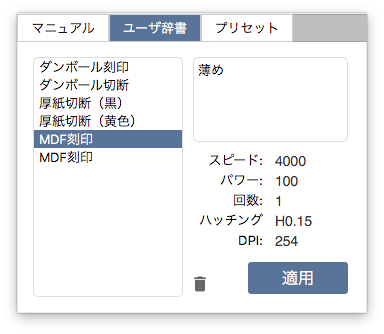 マニュアル ユーザ辞書 プリセット
ダンボール刻印
ダンボール切断
厚紙切断（黒）
厚紙切断（黄色）
MDF刻印
MDF刻印
薄め
スピード: 4000
パワー: 100
回数: 1
ハッチング H0.15
DPI: 254
適用